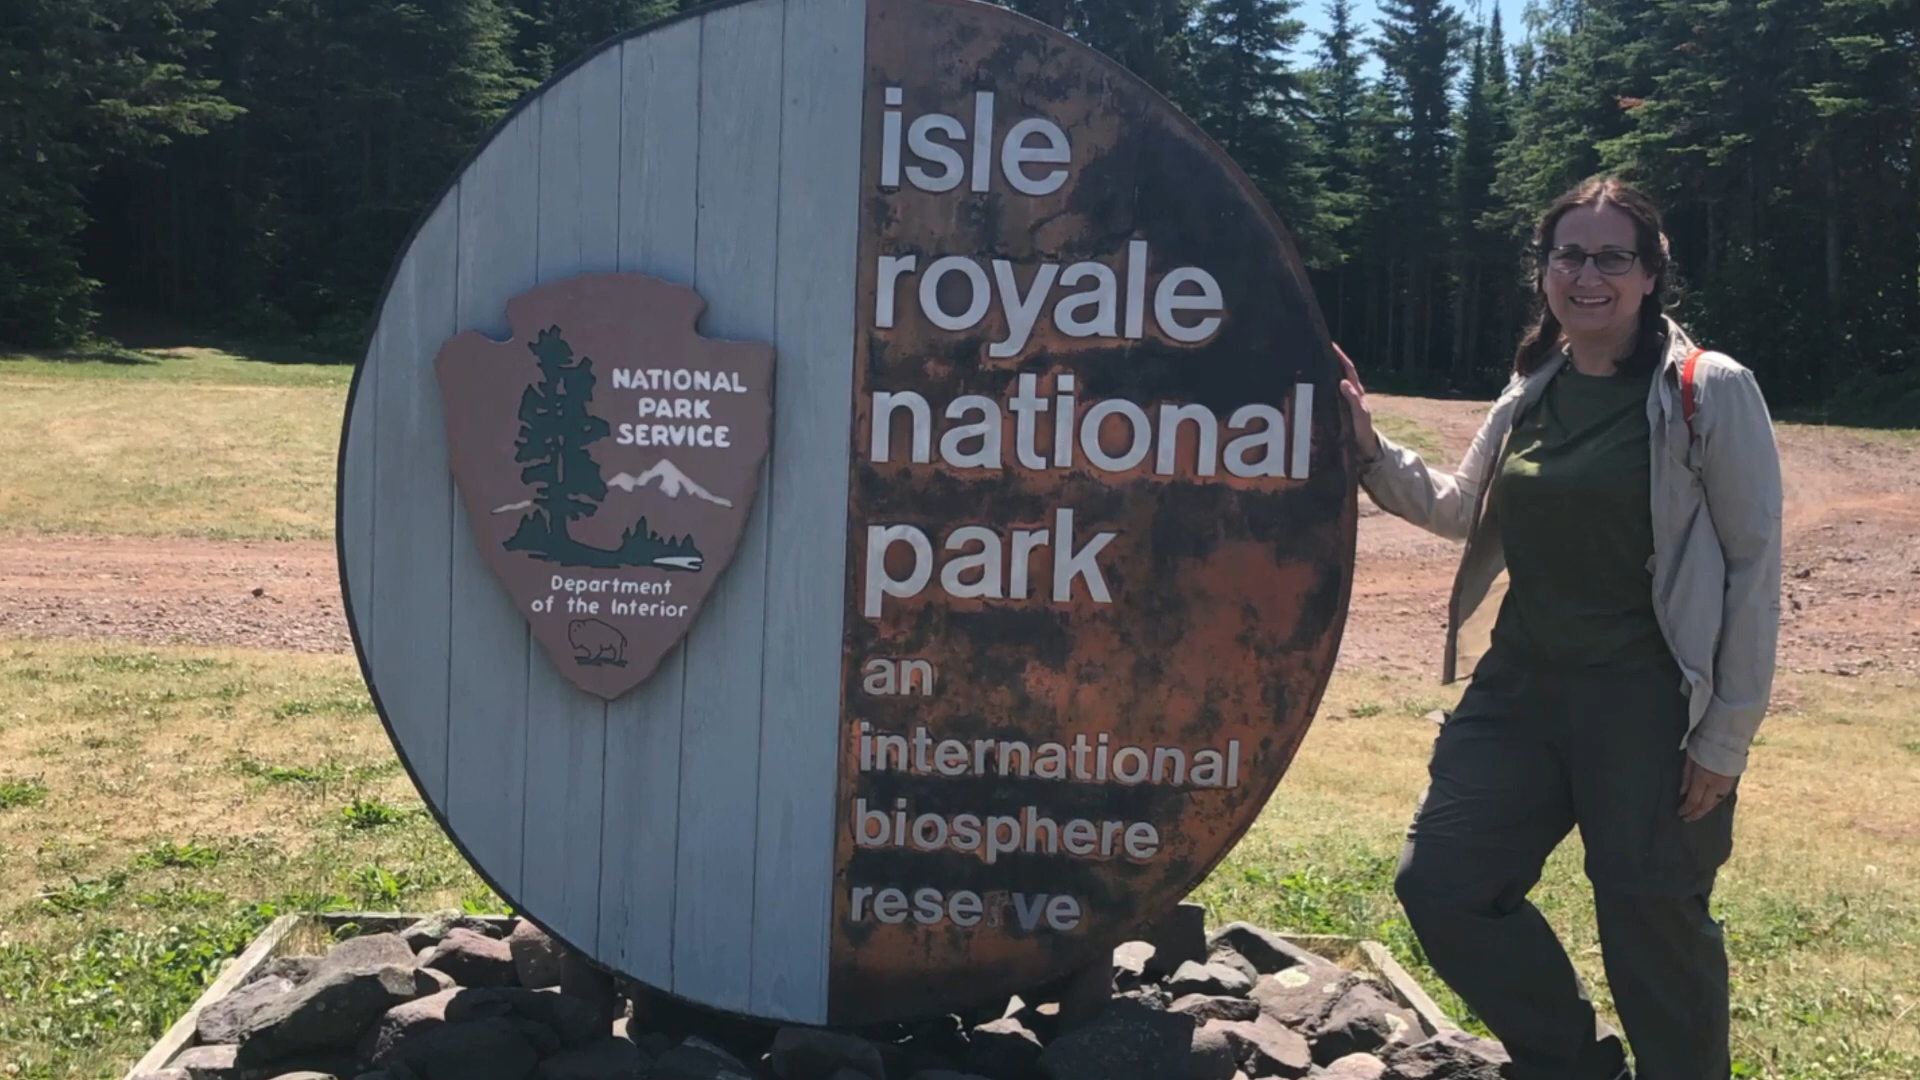 NATIONAL
PARK
SERVICE
Department
of the Interior
isle
royale
national
park
an
international
biosphere
reserve